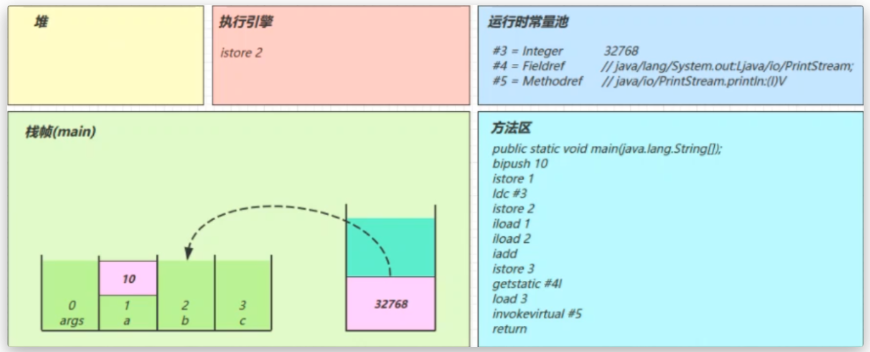 堆
执行引擎
istore 2
运行时常量池
#3 = Integer 32768
#4 = Fieldref // java/lang/System.out:Ljava/io/PrintStream;
#5 = Methodref // java/io/PrintStream.println:(I)V
栈帧(main)
10
0 1 2 3
args a b c
32768
方法区
public static void main(java.lang.String[]);
bipush 10
istore 1
ldc #3
istore 2
iload 1
iload 2
iadd
istore 3
getstatic #4I
load 3
invokevirtual #5
return